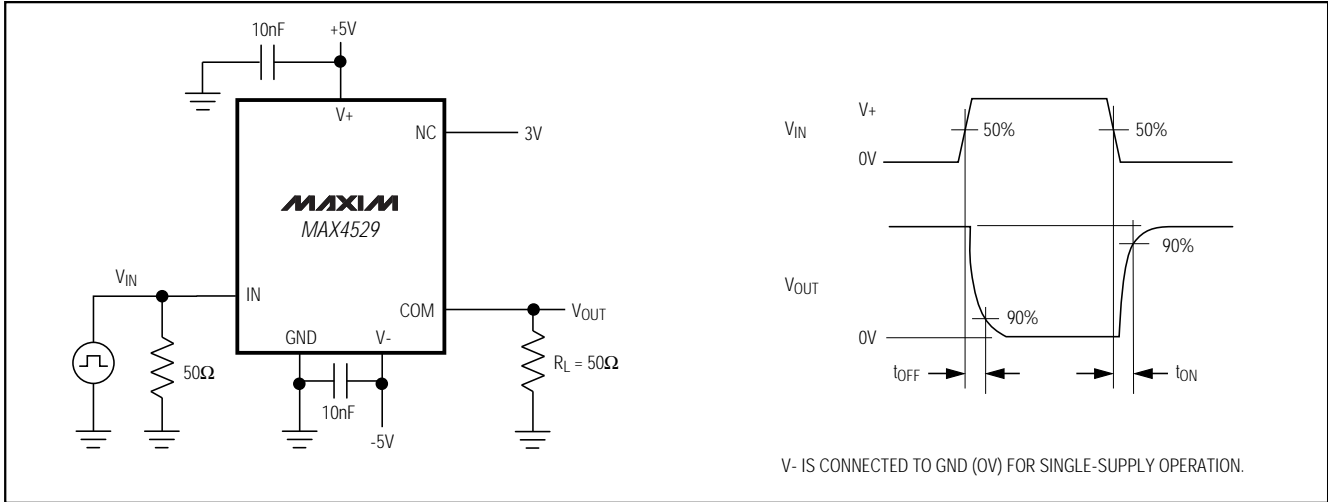 10nF
+5V
V+
NC
3V
MAXIM
MAX4529
VIN
IN
COM
VOUT
GND
V-
50Ω
10nF
-5V
RL = 50Ω
V+
VIN
50%
50%
0V
90%
VOUT
90%
0V
tOFF
tON
V- IS CONNECTED TO GND (0V) FOR SINGLE-SUPPLY OPERATION.